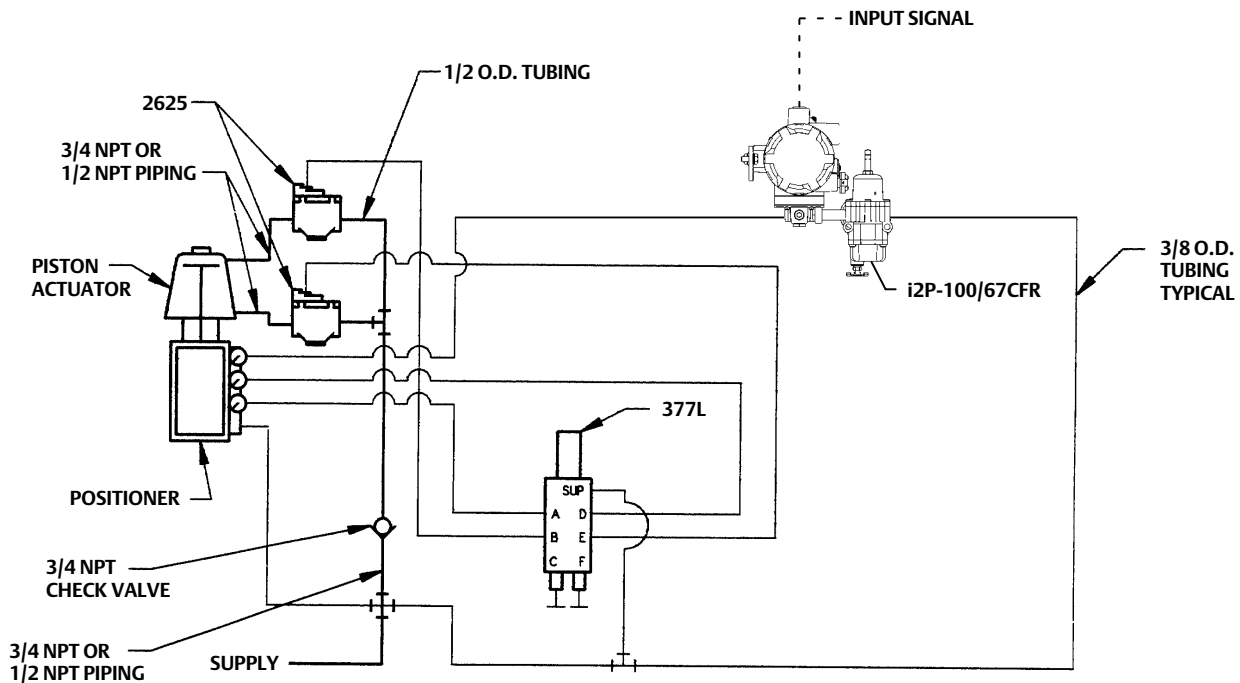 INPUT SIGNAL
1/2 O.D. TUBING
2625
3/4 NPT OR
1/2 NPT PIPING
PISTON
ACTUATOR
3/8 O.D.
TUBING
TYPICAL
i2P-100/67CFR
377L
SUP
A D
B E
C F
POSITIONER
3/4 NPT
CHECK VALVE
3/4 NPT OR
1/2 NPT PIPING
SUPPLY